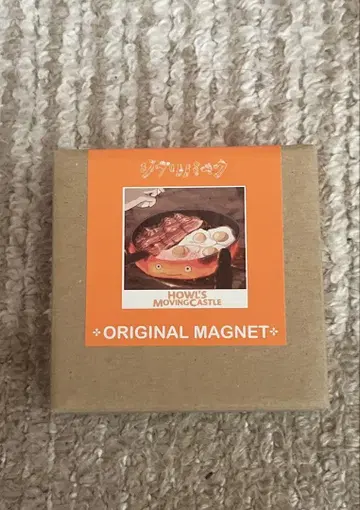 ジブリパーク
HOWL'S
MOVING CASTLE
ORIGINAL MAGNET